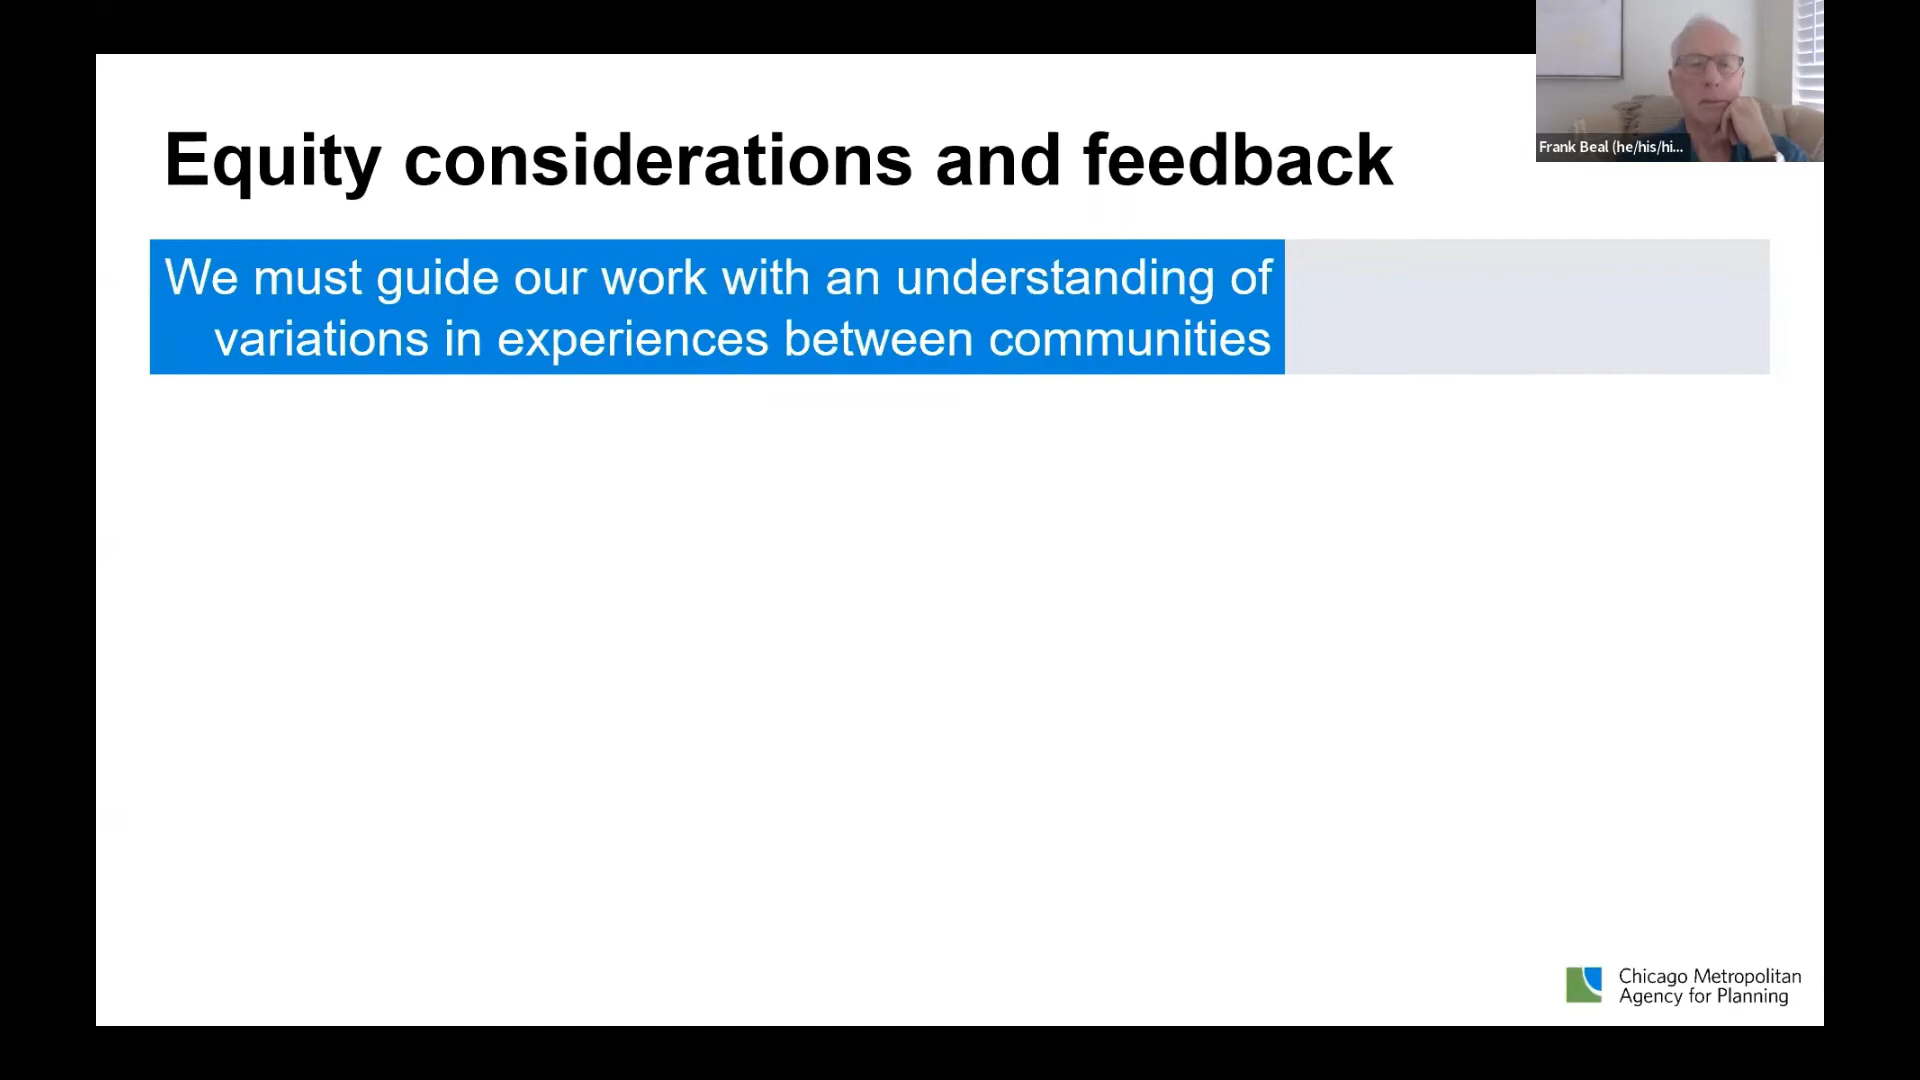 Equity considerations and feedback
Frank Beal (he/his/hi...
We must guide our work with an understanding of
variations in experiences between communities
Chicago Metropolitan
Agency for Planning